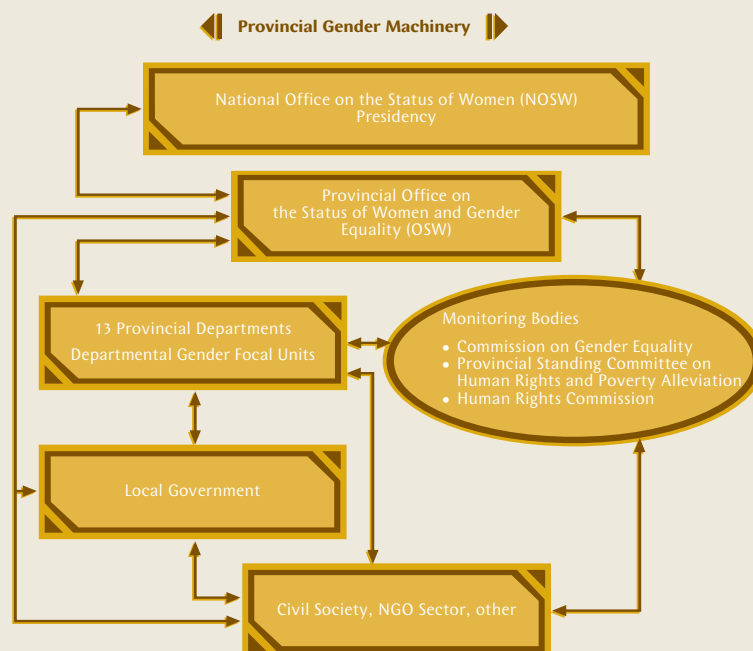 Provincial Gender Machinery
National Office on the Status of Women (NOSW)
Presidency
Provincial Office on
the Status of Women and Gender
Equality (OSW)
13 Provincial Departments
Departmental Gender Focal Units
Monitoring Bodies
• Commission on Gender Equality
• Provincial Standing Committee on
Human Rights and Poverty Alleviation
• Human Rights Commission
Local Government
Civil Society, NGO Sector, other